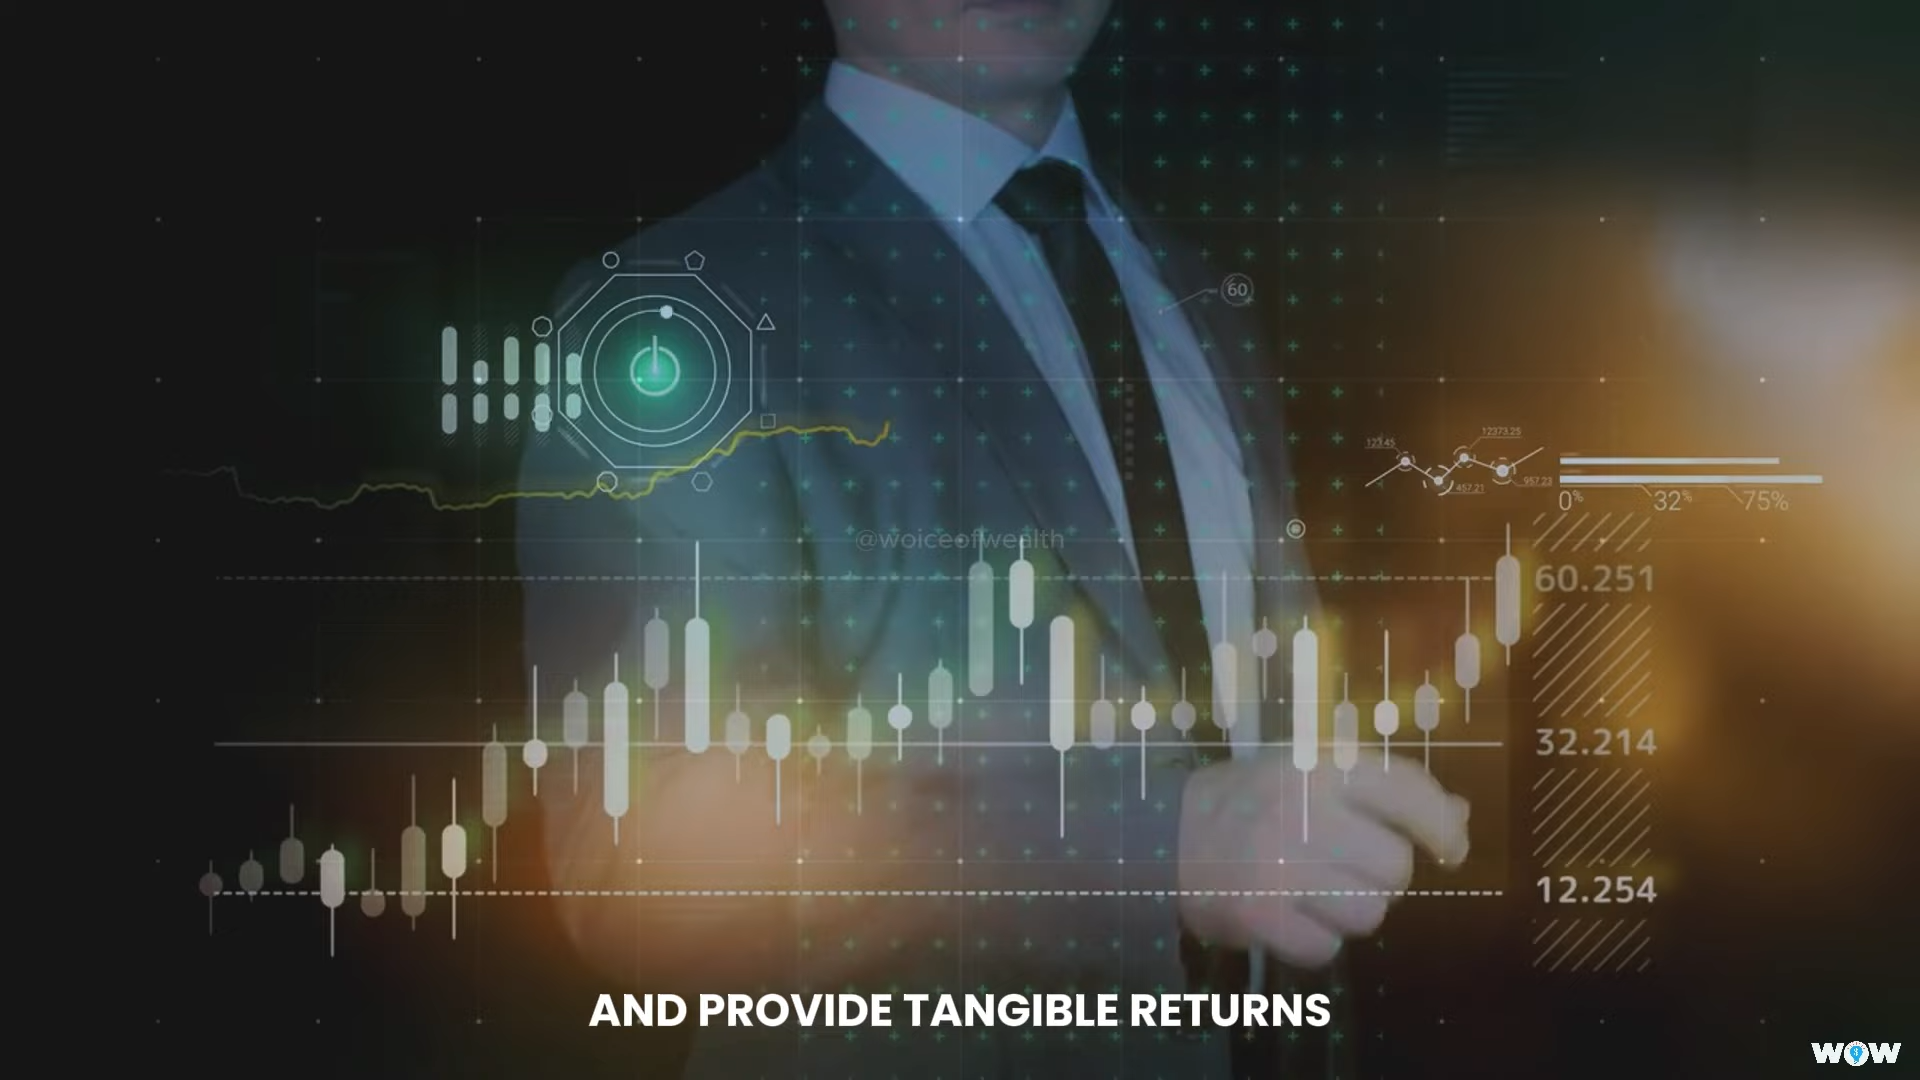 60
12373.25
123.45
457.21
957.23
0% 32% 75%
@woiceofwealth
60.251
32.214
12.254
AND PROVIDE TANGIBLE RETURNS
WOW